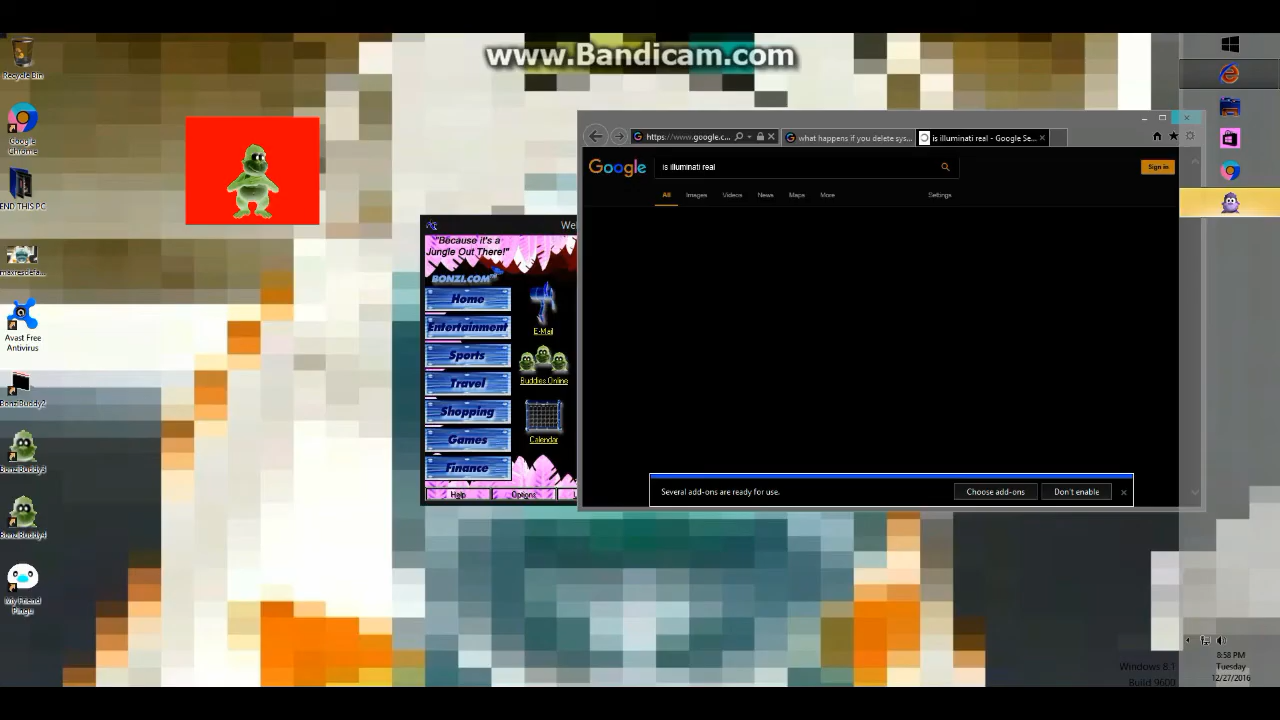 www.Bandicam.com
Recycle Bin
Google
Chrome
END THIS PC
Avast Free
Antivirus
BonziBuddy2
BonziBuddy3
BonziBuddy4
My Friend
Pingu
Wel
"Because it's a
Jungle Out There!"
BONZI.COM
Home
Entertainment
Sports
Travel
Shopping
Games
Finance
E-Mail
Buddies Online
Calendar
Help
Options
https://www.google.c...
what happens if you delete sys...
is illuminati real - Google Se...
Google
is illuminati real
Sign in
All
Images
Videos
News
Maps
More
Settings
Several add-ons are ready for use.
Choose add-ons
Don't enable
8:58 PM
Tuesday
12/27/2016
Windows 8.1
Build 9600